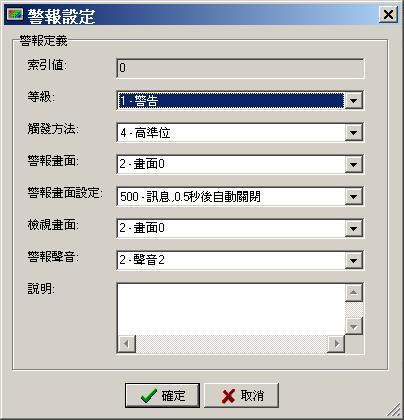 警報設定
警報定義
索引值: 0
等級: 1 - 警告
觸發方法: 4 - 高準位
警報畫面: 2 - 畫面0
警報畫面設定: 500 - 訊息,0.5秒後自動關閉
檢視畫面: 2 - 畫面0
警報聲音: 2 - 聲音2
說明:
確定 取消